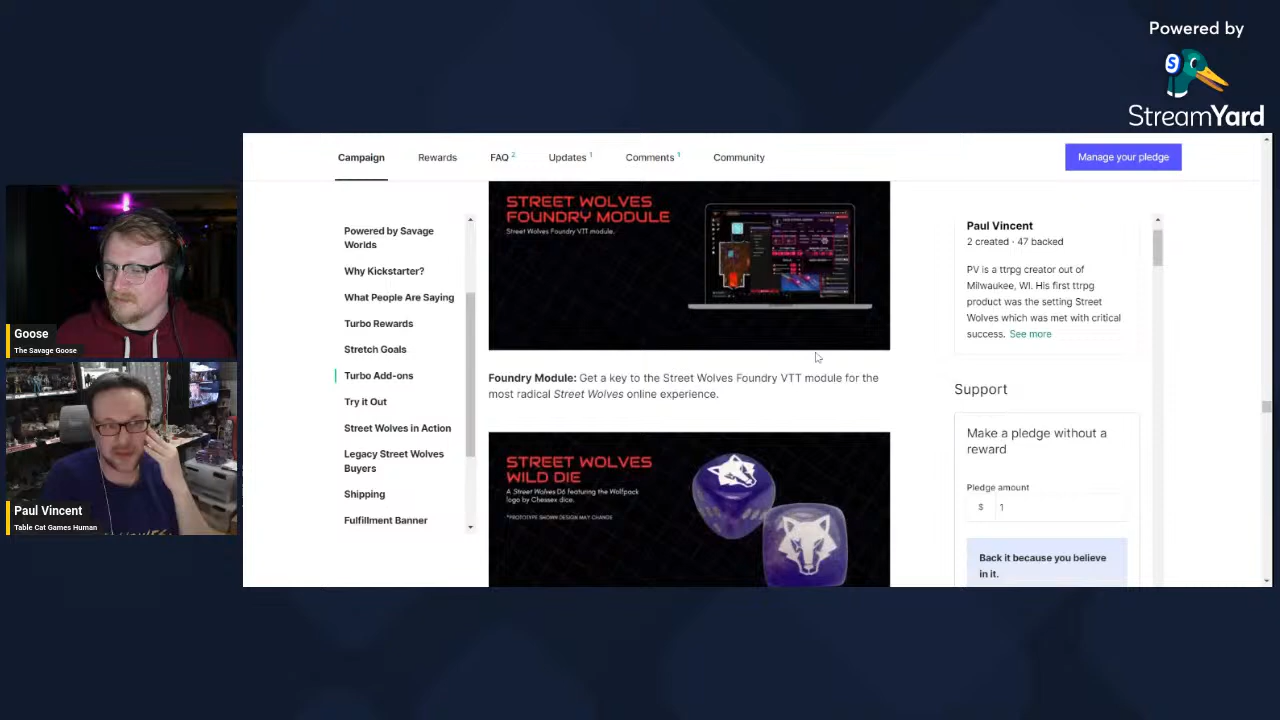 Powered by
S
StreamYard
Campaign
Rewards
FAQ 2
Updates 1
Comments 1
Community
Manage your pledge
Powered by Savage
Worlds
Why Kickstarter?
What People Are Saying
Turbo Rewards
Stretch Goals
Turbo Add-ons
Try it Out
Street Wolves in Action
Legacy Street Wolves
Buyers
Shipping
Fulfillment Banner
STREET WOLVES
FOUNDRY MODULE
Street Wolves Foundry VTT module.
Foundry Module: Get a key to the Street Wolves Foundry VTT module for the
most radical Street Wolves online experience.
STREET WOLVES
WILD DIE
A Street Wolves D6 featuring the Wolfpack
logo by Chessex dice.
*PROTOTYPE SHOWN DESIGN MAY CHANGE
Paul Vincent
2 created · 47 backed
PV is a ttrpg creator out of
Milwaukee, WI. His first ttrpg
product was the setting Street
Wolves which was met with critical
success. See more
Support
Make a pledge without a
reward
Pledge amount
$ 1
Back it because you believe
in it.
Goose
The Savage Goose
Paul Vincent
Table Cat Games Human